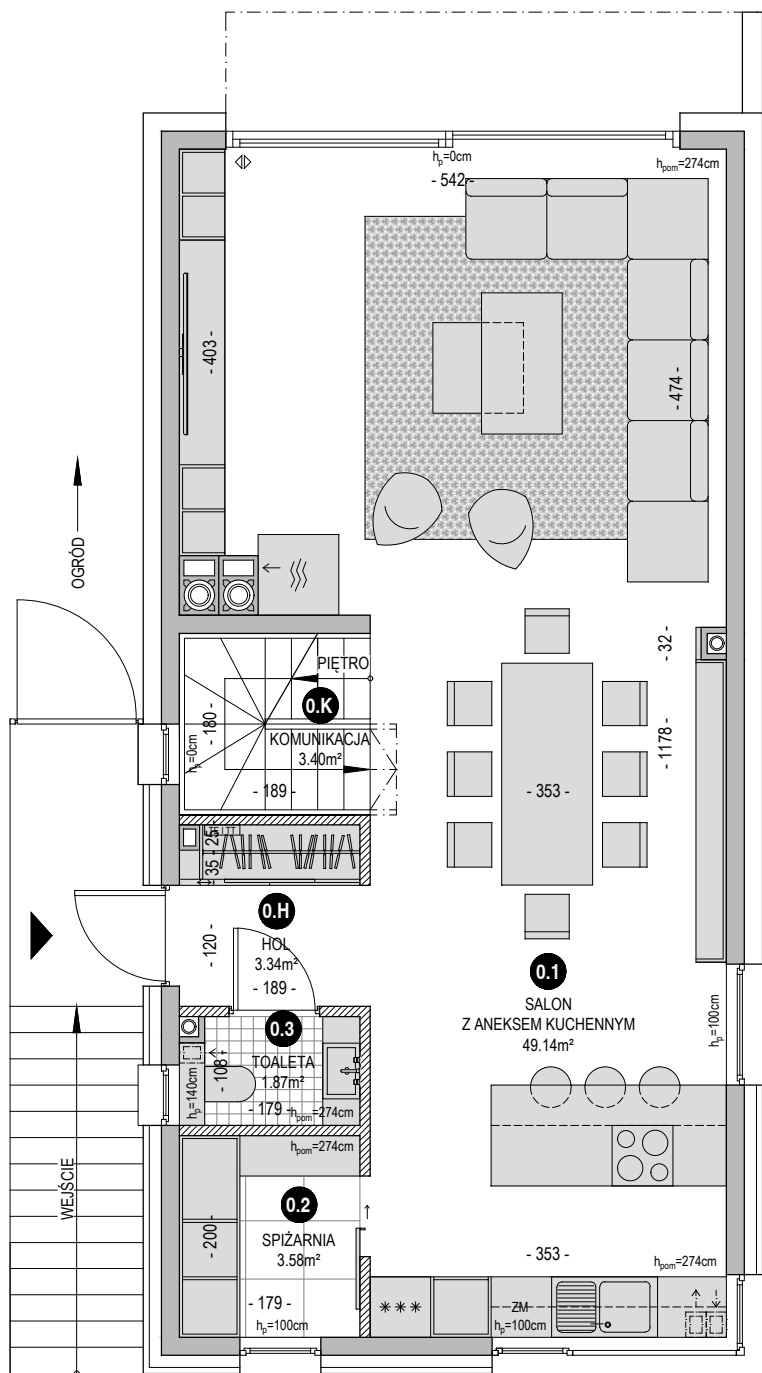 hp=0cm
- 542 -
hpom=274cm
- 403 -
- 474 -
OGRÓD
- 32 -
PIĘTRO
0.K
- 180 -
KOMUNIKACJA
3.40m²
hp=0cm
- 189 -
- 1178 -
- 353 -
- 35 - 25 -
0.H
HOL
3.34m²
- 120 -
- 189 -
0.1
SALON
Z ANEKSEM KUCHENNYM
49.14m²
hp=100cm
0.3
TOALETA
1.87m²
- 108 -
hp=140cm
- 179 -
hpom=274cm
hpom=274cm
WEJŚCIE
0.2
SPIŻARNIA
3.58m²
- 200 -
- 353 -
hpom=274cm
- 179 -
hp=100cm
***
ZM
hp=100cm